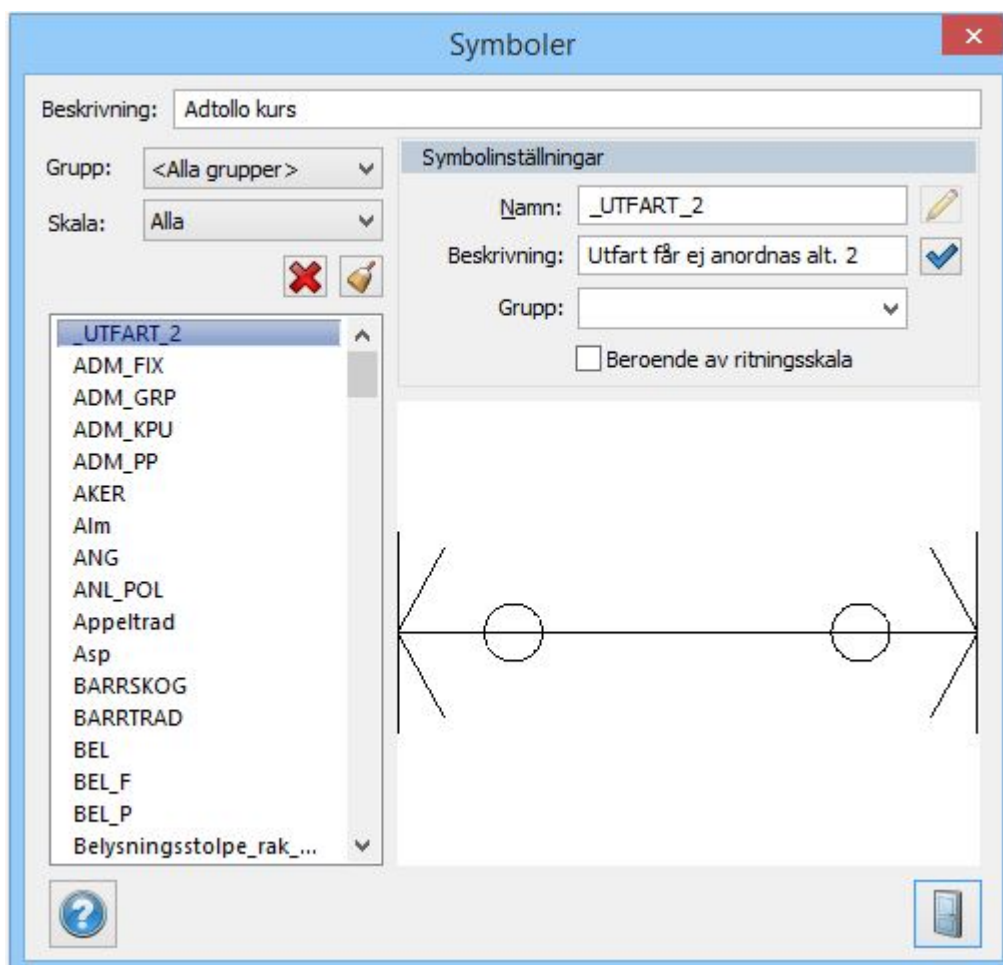 Symboler
Beskrivning: Adtollo kurs
Grupp: <Alla grupper>
Skala: Alla
_UTFART_2
ADM_FIX
ADM_GRP
ADM_KPU
ADM_PP
AKER
Alm
ANG
ANL_POL
Appeltrad
Asp
BARRSKOG
BARRTRAD
BEL
BEL_F
BEL_P
Belysningsstolpe_rak_...
Symbolinställningar
Namn: _UTFART_2
Beskrivning: Utfart får ej anordnas alt. 2
Grupp:
Beroende av ritningsskala